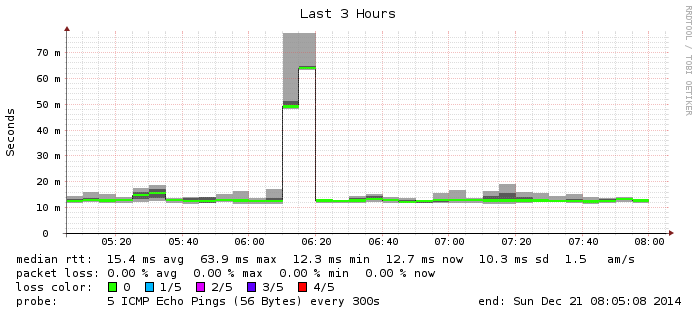 Last 3 Hours
RRDTOOL / TOBI OETIKER
Seconds
70 m
60 m
50 m
40 m
30 m
20 m
10 m
0
05:20 05:40 06:00 06:20 06:40 07:00 07:20 07:40 08:00
median rtt: 15.4 ms avg 63.9 ms max 12.3 ms min 12.7 ms now 10.3 ms sd 1.5 am/s
packet loss: 0.00 % avg 0.00 % max 0.00 % min 0.00 % now
loss color: 0 1/5 2/5 3/5 4/5
probe: 5 ICMP Echo Pings (56 Bytes) every 300s end: Sun Dec 21 08:05:08 2014